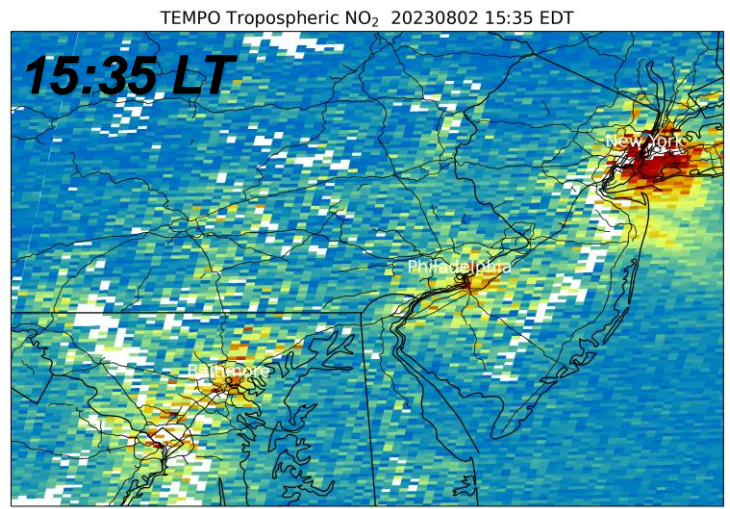 TEMPO Tropospheric NO₂ 20230802 15:35 EDT
15:35 LT
New York
Philadelphia
Baltimore